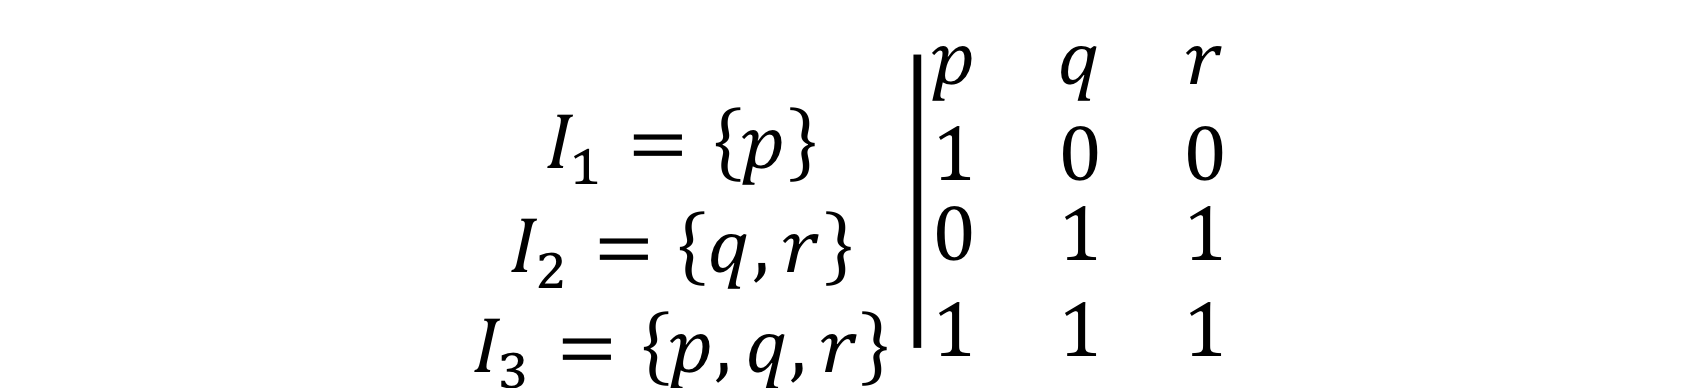 p q r
I₁ = {p} 1 0 0
I₂ = {q, r} 0 1 1
I₃ = {p, q, r} 1 1 1